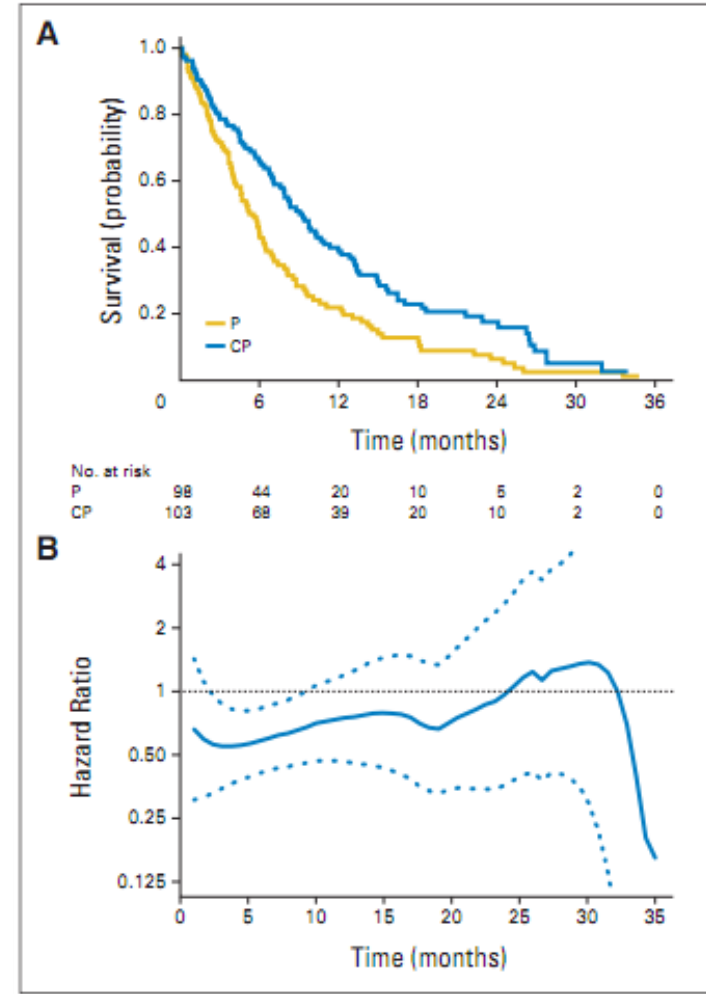 A
1.0
0.8
0.6
0.4
0.2
Survival (probability)
P
CP
0 6 12 18 24 30 36
Time (months)
No. at risk
P 98 44 20 10 5 2 0
CP 103 68 39 20 10 2 0
B
4
2
1
0.50
0.25
0.125
Hazard Ratio
0 5 10 15 20 25 30 35
Time (months)